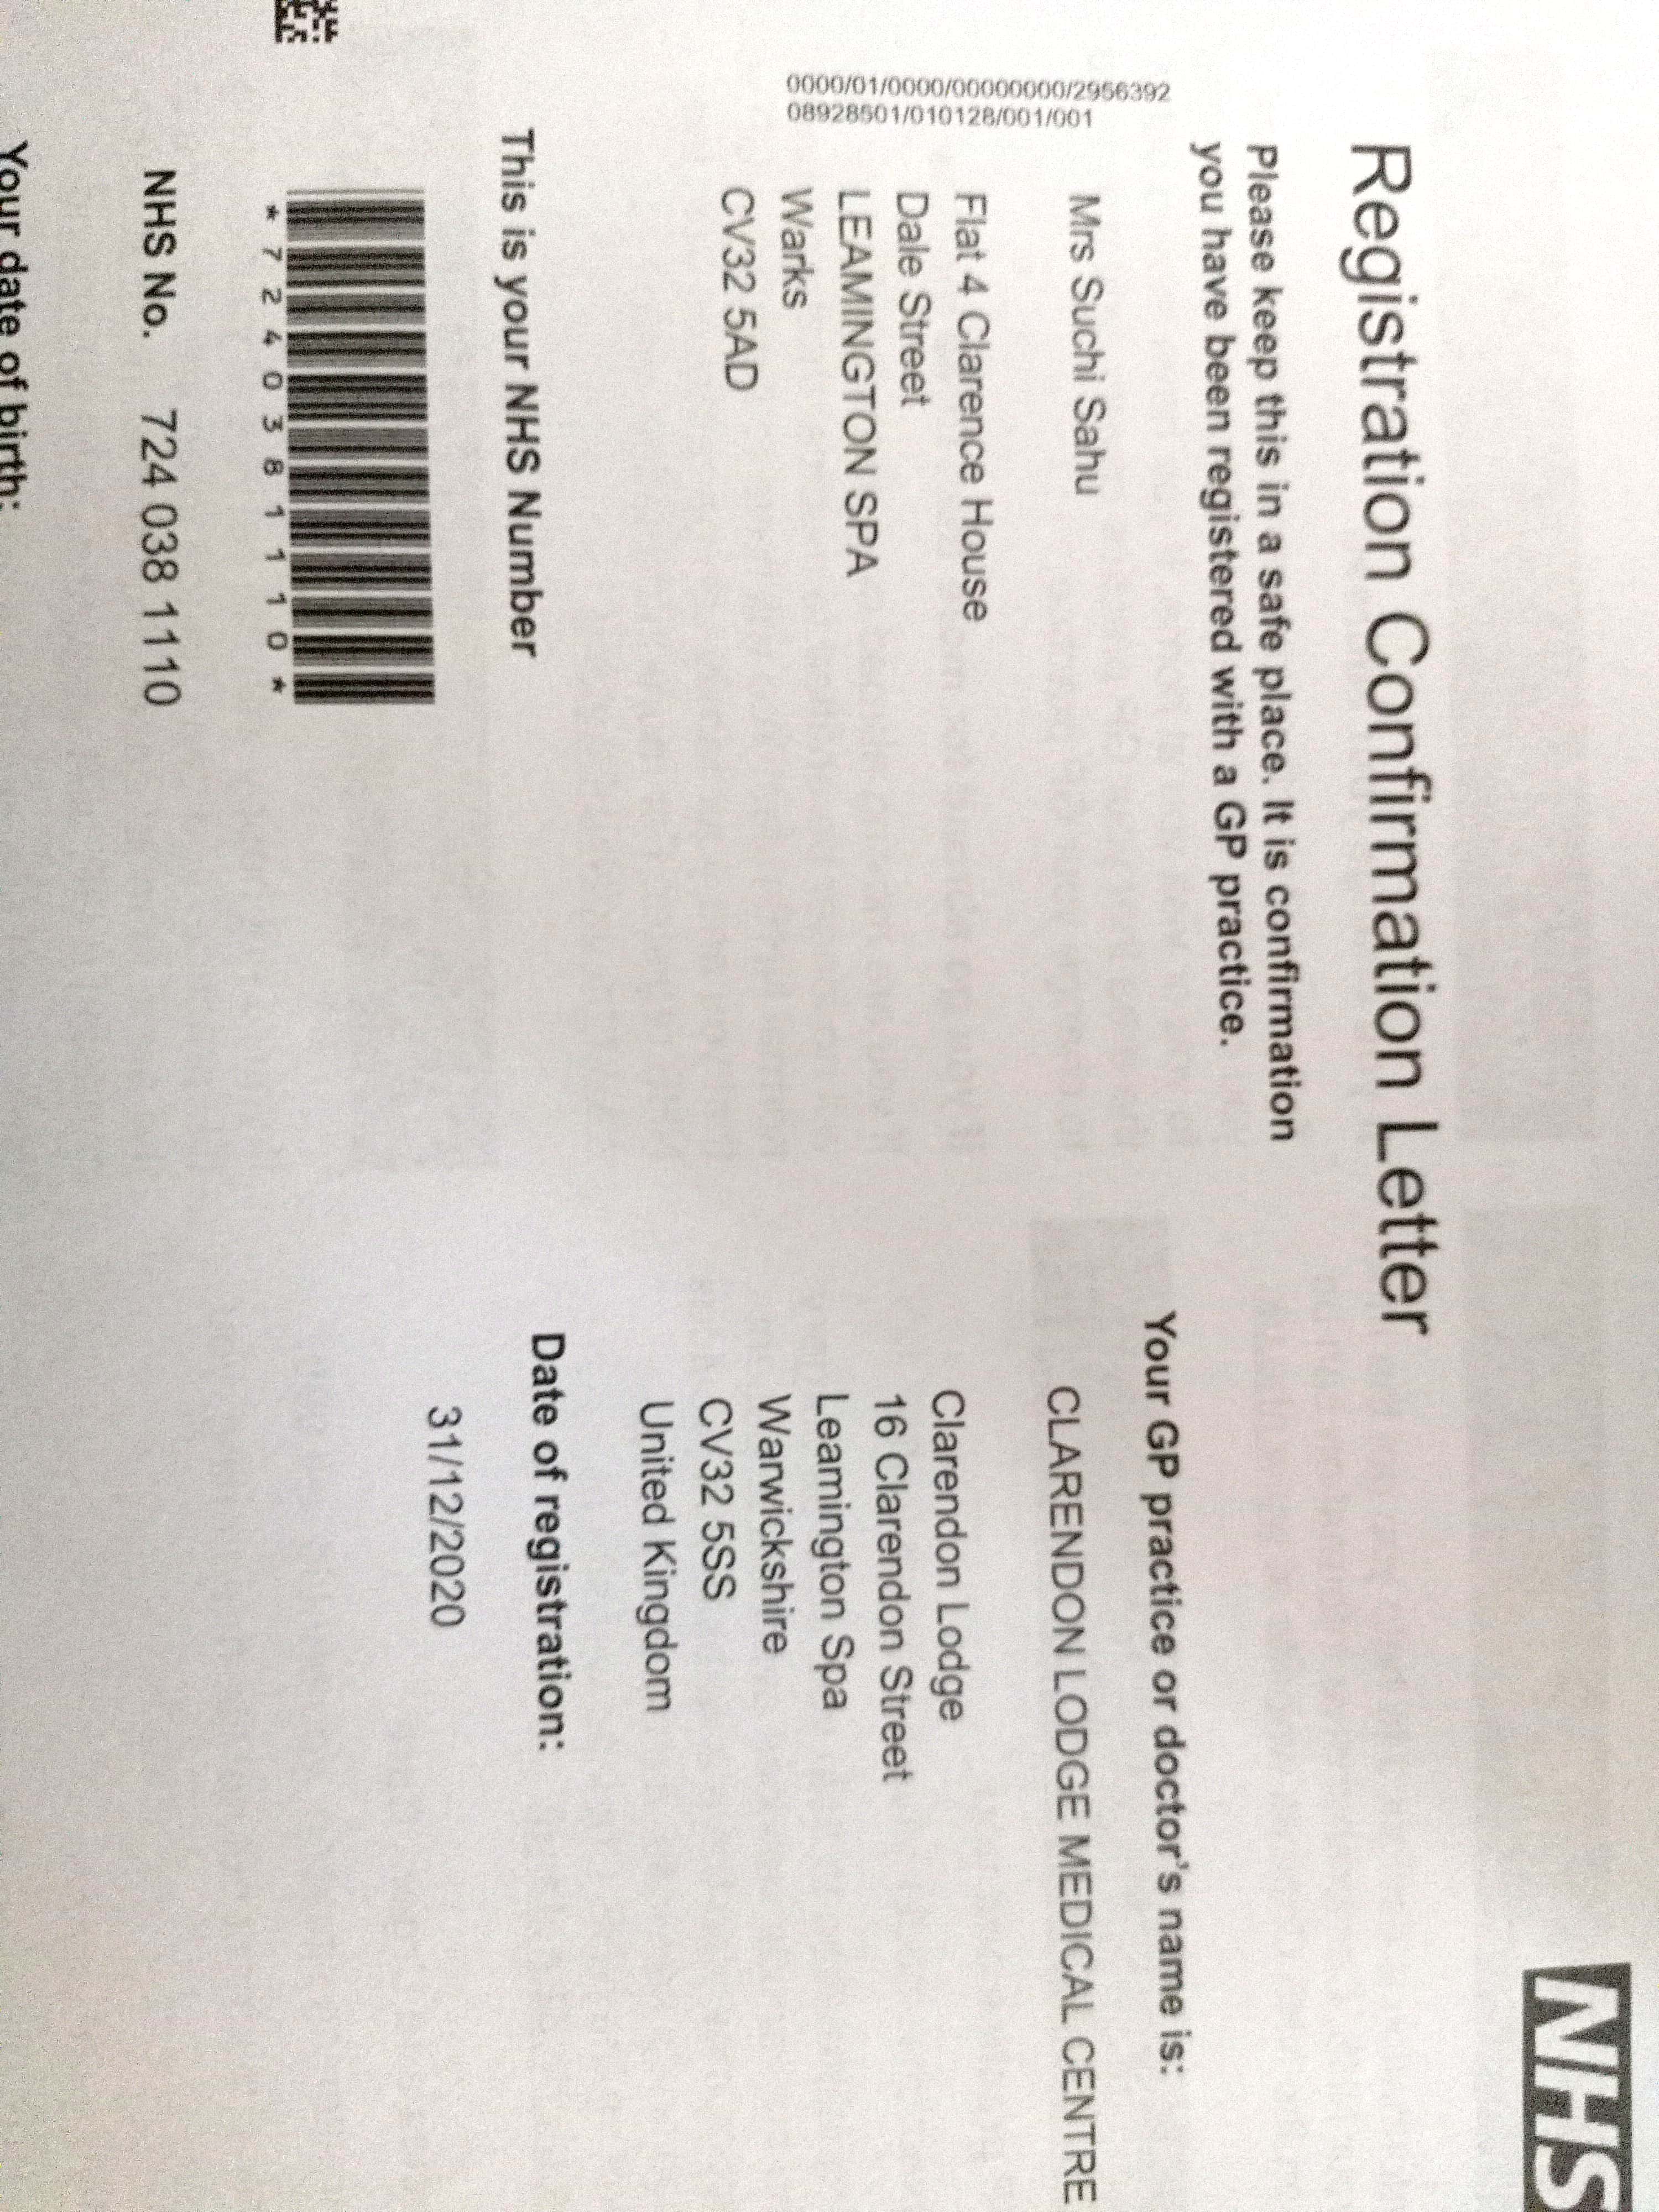 NHS
Registration Confirmation Letter
Please keep this in a safe place. It is confirmation
you have been registered with a GP practice.
0000/01/0000/0000000000/2956392
08928501/010128/001/001
Mrs Suchi Sahu
Flat 4 Clarence House
Dale Street
LEAMINGTON SPA
Warks
CV32 5AD
Your GP practice or doctor's name is:
CLARENDON LODGE MEDICAL CENTRE
Clarendon Lodge
16 Clarendon Street
Leamington Spa
Warwickshire
CV32 5SS
United Kingdom
Date of registration:
31/12/2020
This is your NHS Number
*7240381110*
NHS No. 724 038 1110
Your date of birth: